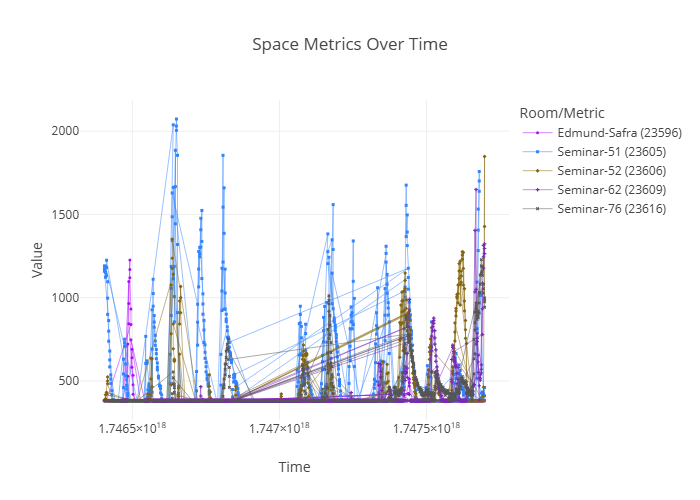 Space Metrics Over Time
Room/Metric
Edmund-Safra (23596)
Seminar-51 (23605)
Seminar-52 (23606)
Seminar-62 (23609)
Seminar-76 (23616)
Value
2000
1500
1000
500
1.7465×10¹⁸
1.747×10¹⁸
1.7475×10¹⁸
Time